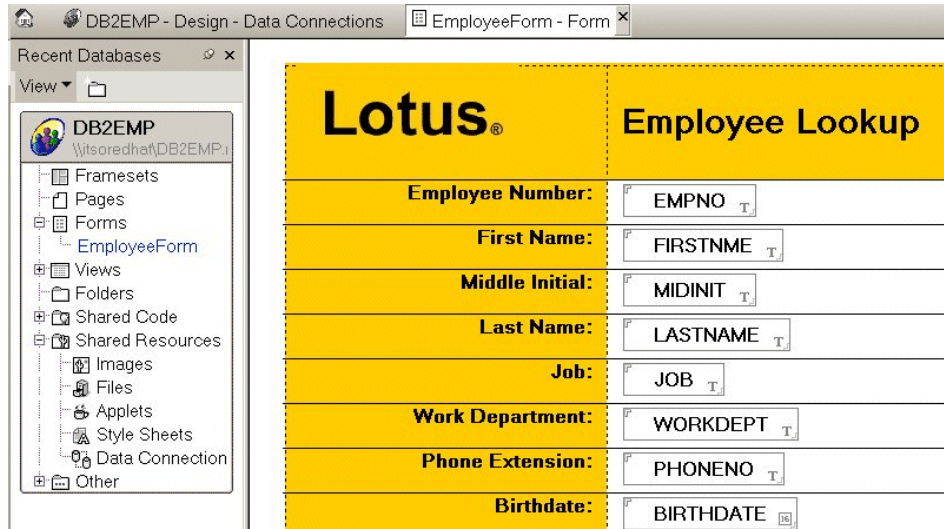 DB2EMP - Design - Data Connections
EmployeeForm - Form
Recent Databases
View
DB2EMP
\\itsoredhat\DB2EMP.
Framesets
Pages
Forms
EmployeeForm
Views
Folders
Shared Code
Shared Resources
Images
Files
Applets
Style Sheets
Data Connection
Other
Lotus®
Employee Lookup
Employee Number: EMPNO T
First Name: FIRSTNME T
Middle Initial: MIDINIT T
Last Name: LASTNAME T
Job: JOB T
Work Department: WORKDEPT T
Phone Extension: PHONENO T
Birthdate: BIRTHDATE 16